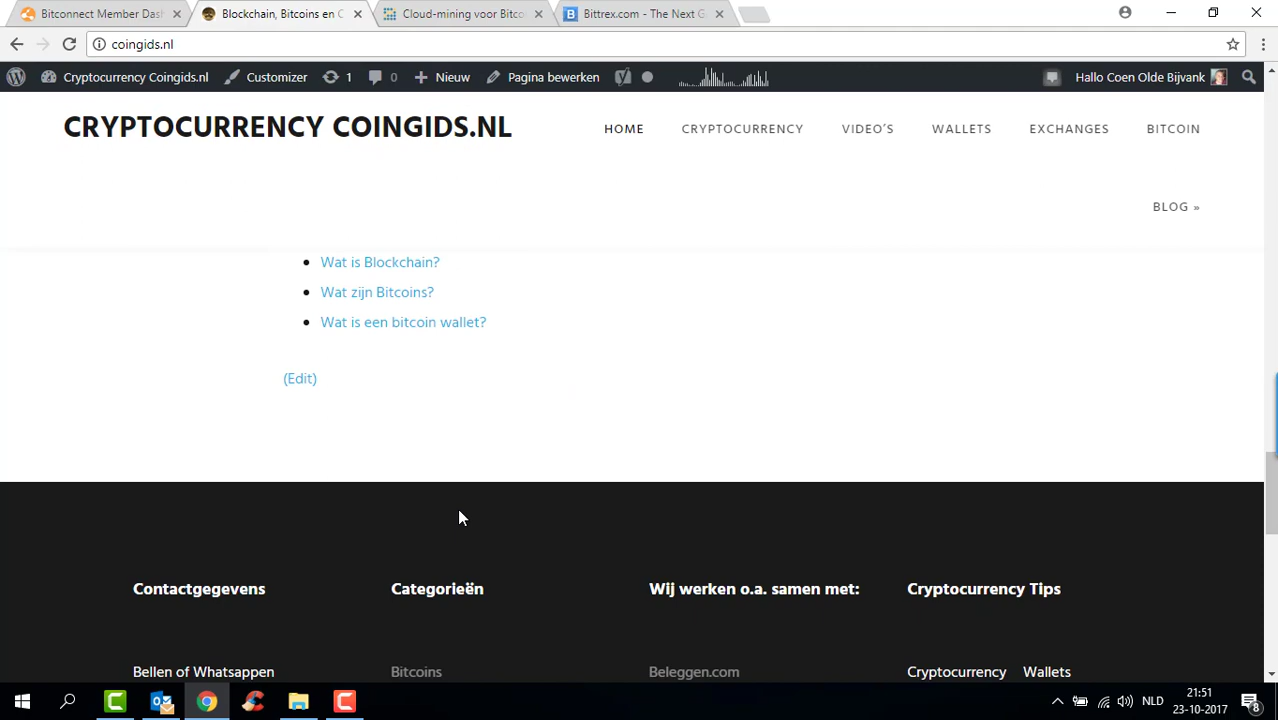 Bitconnect Member Dash
Blockchain, Bitcoins en C
Cloud-mining voor Bitco
Bittrex.com - The Next G
coingids.nl
Cryptocurrency Coingids.nl Customizer 1 0 Nieuw Pagina bewerken Hallo Coen Olde Bijvank
CRYPTOCURRENCY COINGIDS.NL
HOME CRYPTOCURRENCY VIDEO'S WALLETS EXCHANGES BITCOIN
BLOG »
• Wat is Blockchain?
• Wat zijn Bitcoins?
• Wat is een bitcoin wallet?
(Edit)
Contactgegevens Categorieën Wij werken o.a. samen met: Cryptocurrency Tips
Bellen of Whatsappen Bitcoins Beleggen.com Cryptocurrency Wallets
NLD
21:51
23-10-2017
8